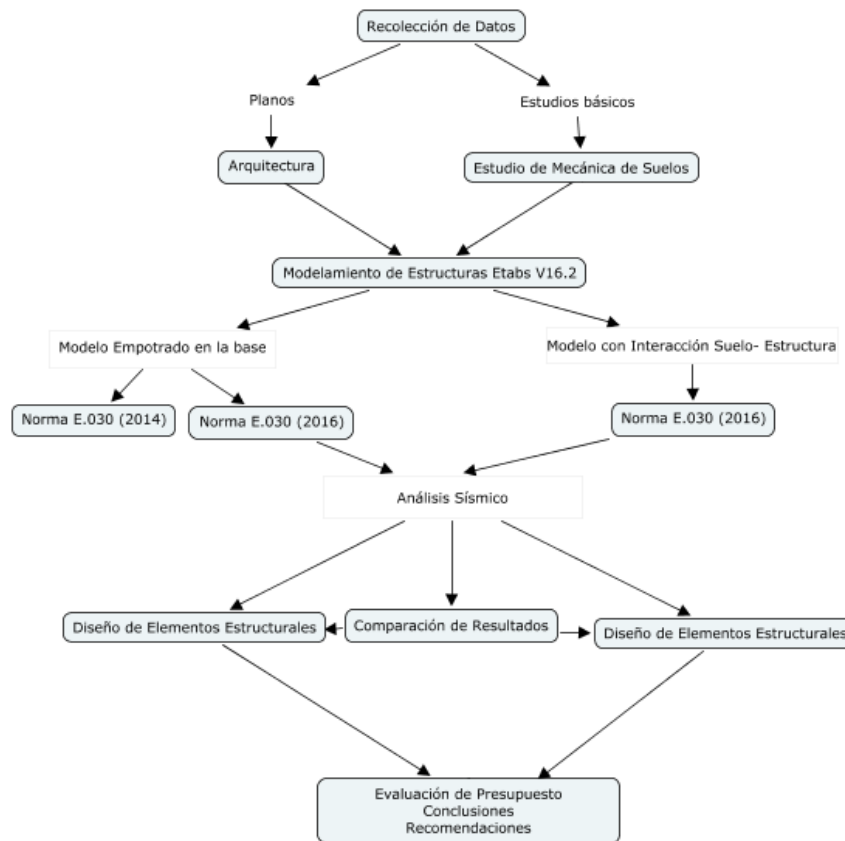 Recolección de Datos
Planos
Estudios básicos
Arquitectura
Estudio de Mecánica de Suelos
Modelamiento de Estructuras Etabs V16.2
Modelo Empotrado en la base
Modelo con Interacción Suelo- Estructura
Norma E.030 (2014)
Norma E.030 (2016)
Norma E.030 (2016)
Análisis Sísmico
Diseño de Elementos Estructurales
Comparación de Resultados
Diseño de Elementos Estructurales
Evaluación de Presupuesto
Conclusiones
Recomendaciones